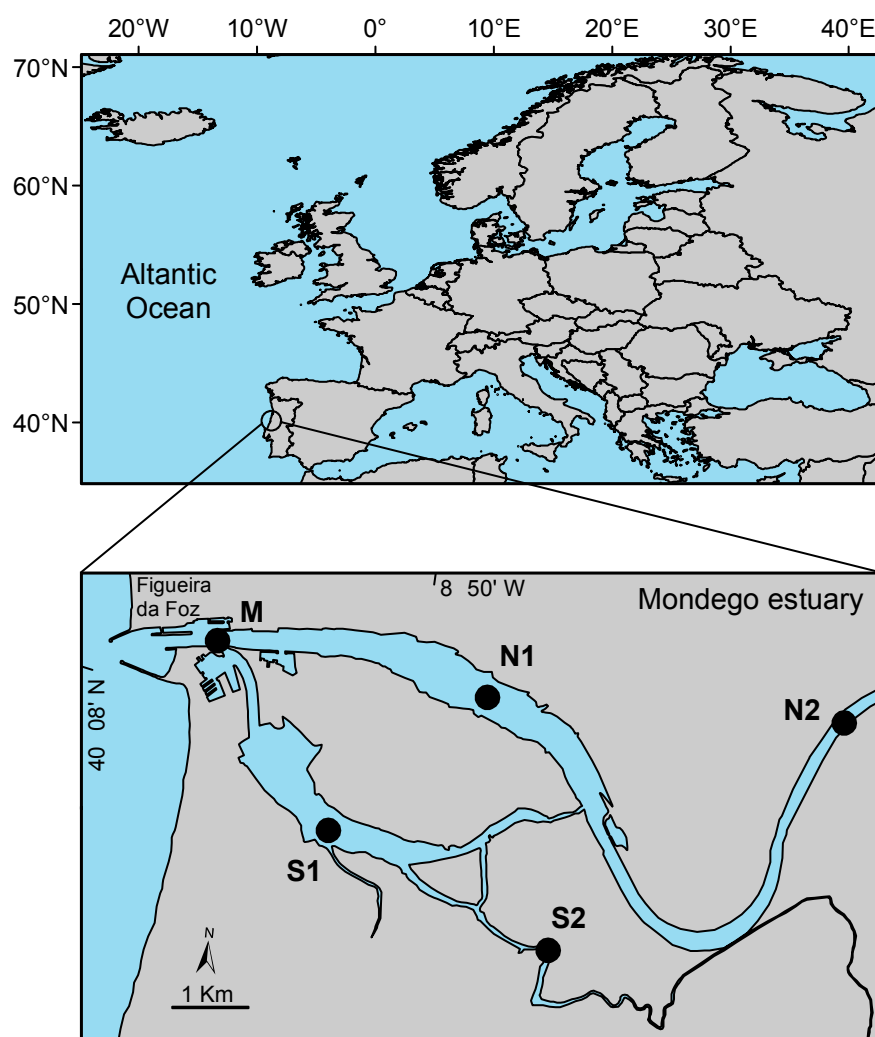 20°W 10°W 0° 10°E 20°E 30°E 40°E
70°N
60°N
50°N
40°N
Altantic
Ocean
Figueira
da Foz
8 50' W
Mondego estuary
40 08' N
M
N1
N2
S1
S2
N
1 Km